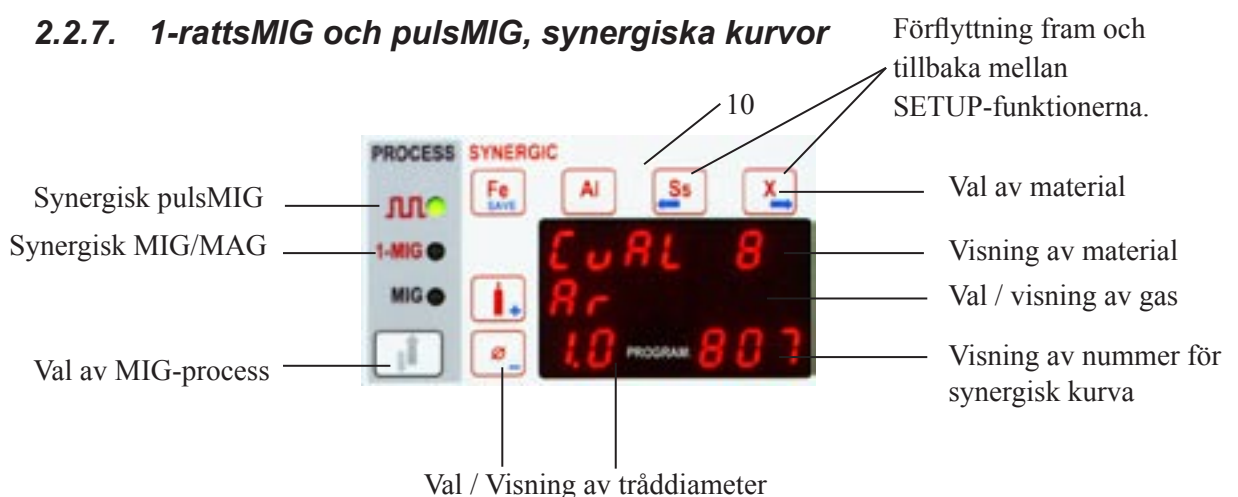 2.2.7. 1-rattsMIG och pulsMIG, synergiska kurvor
Förflyttning fram och
tillbaka mellan
SETUP-funktionerna.
10
PROCESS SYNERGIC
Fe
SAVE
Al
Ss
X
Synergisk pulsMIG
Val av material
Synergisk MIG/MAG
1-MIG
CuAL 8
Visning av material
MIG
+
Ar
Val / visning av gas
Val av MIG-process
Ø
-
1.0 PROGRAM 807
Visning av nummer för
synergisk kurva
Val / Visning av tråddiameter